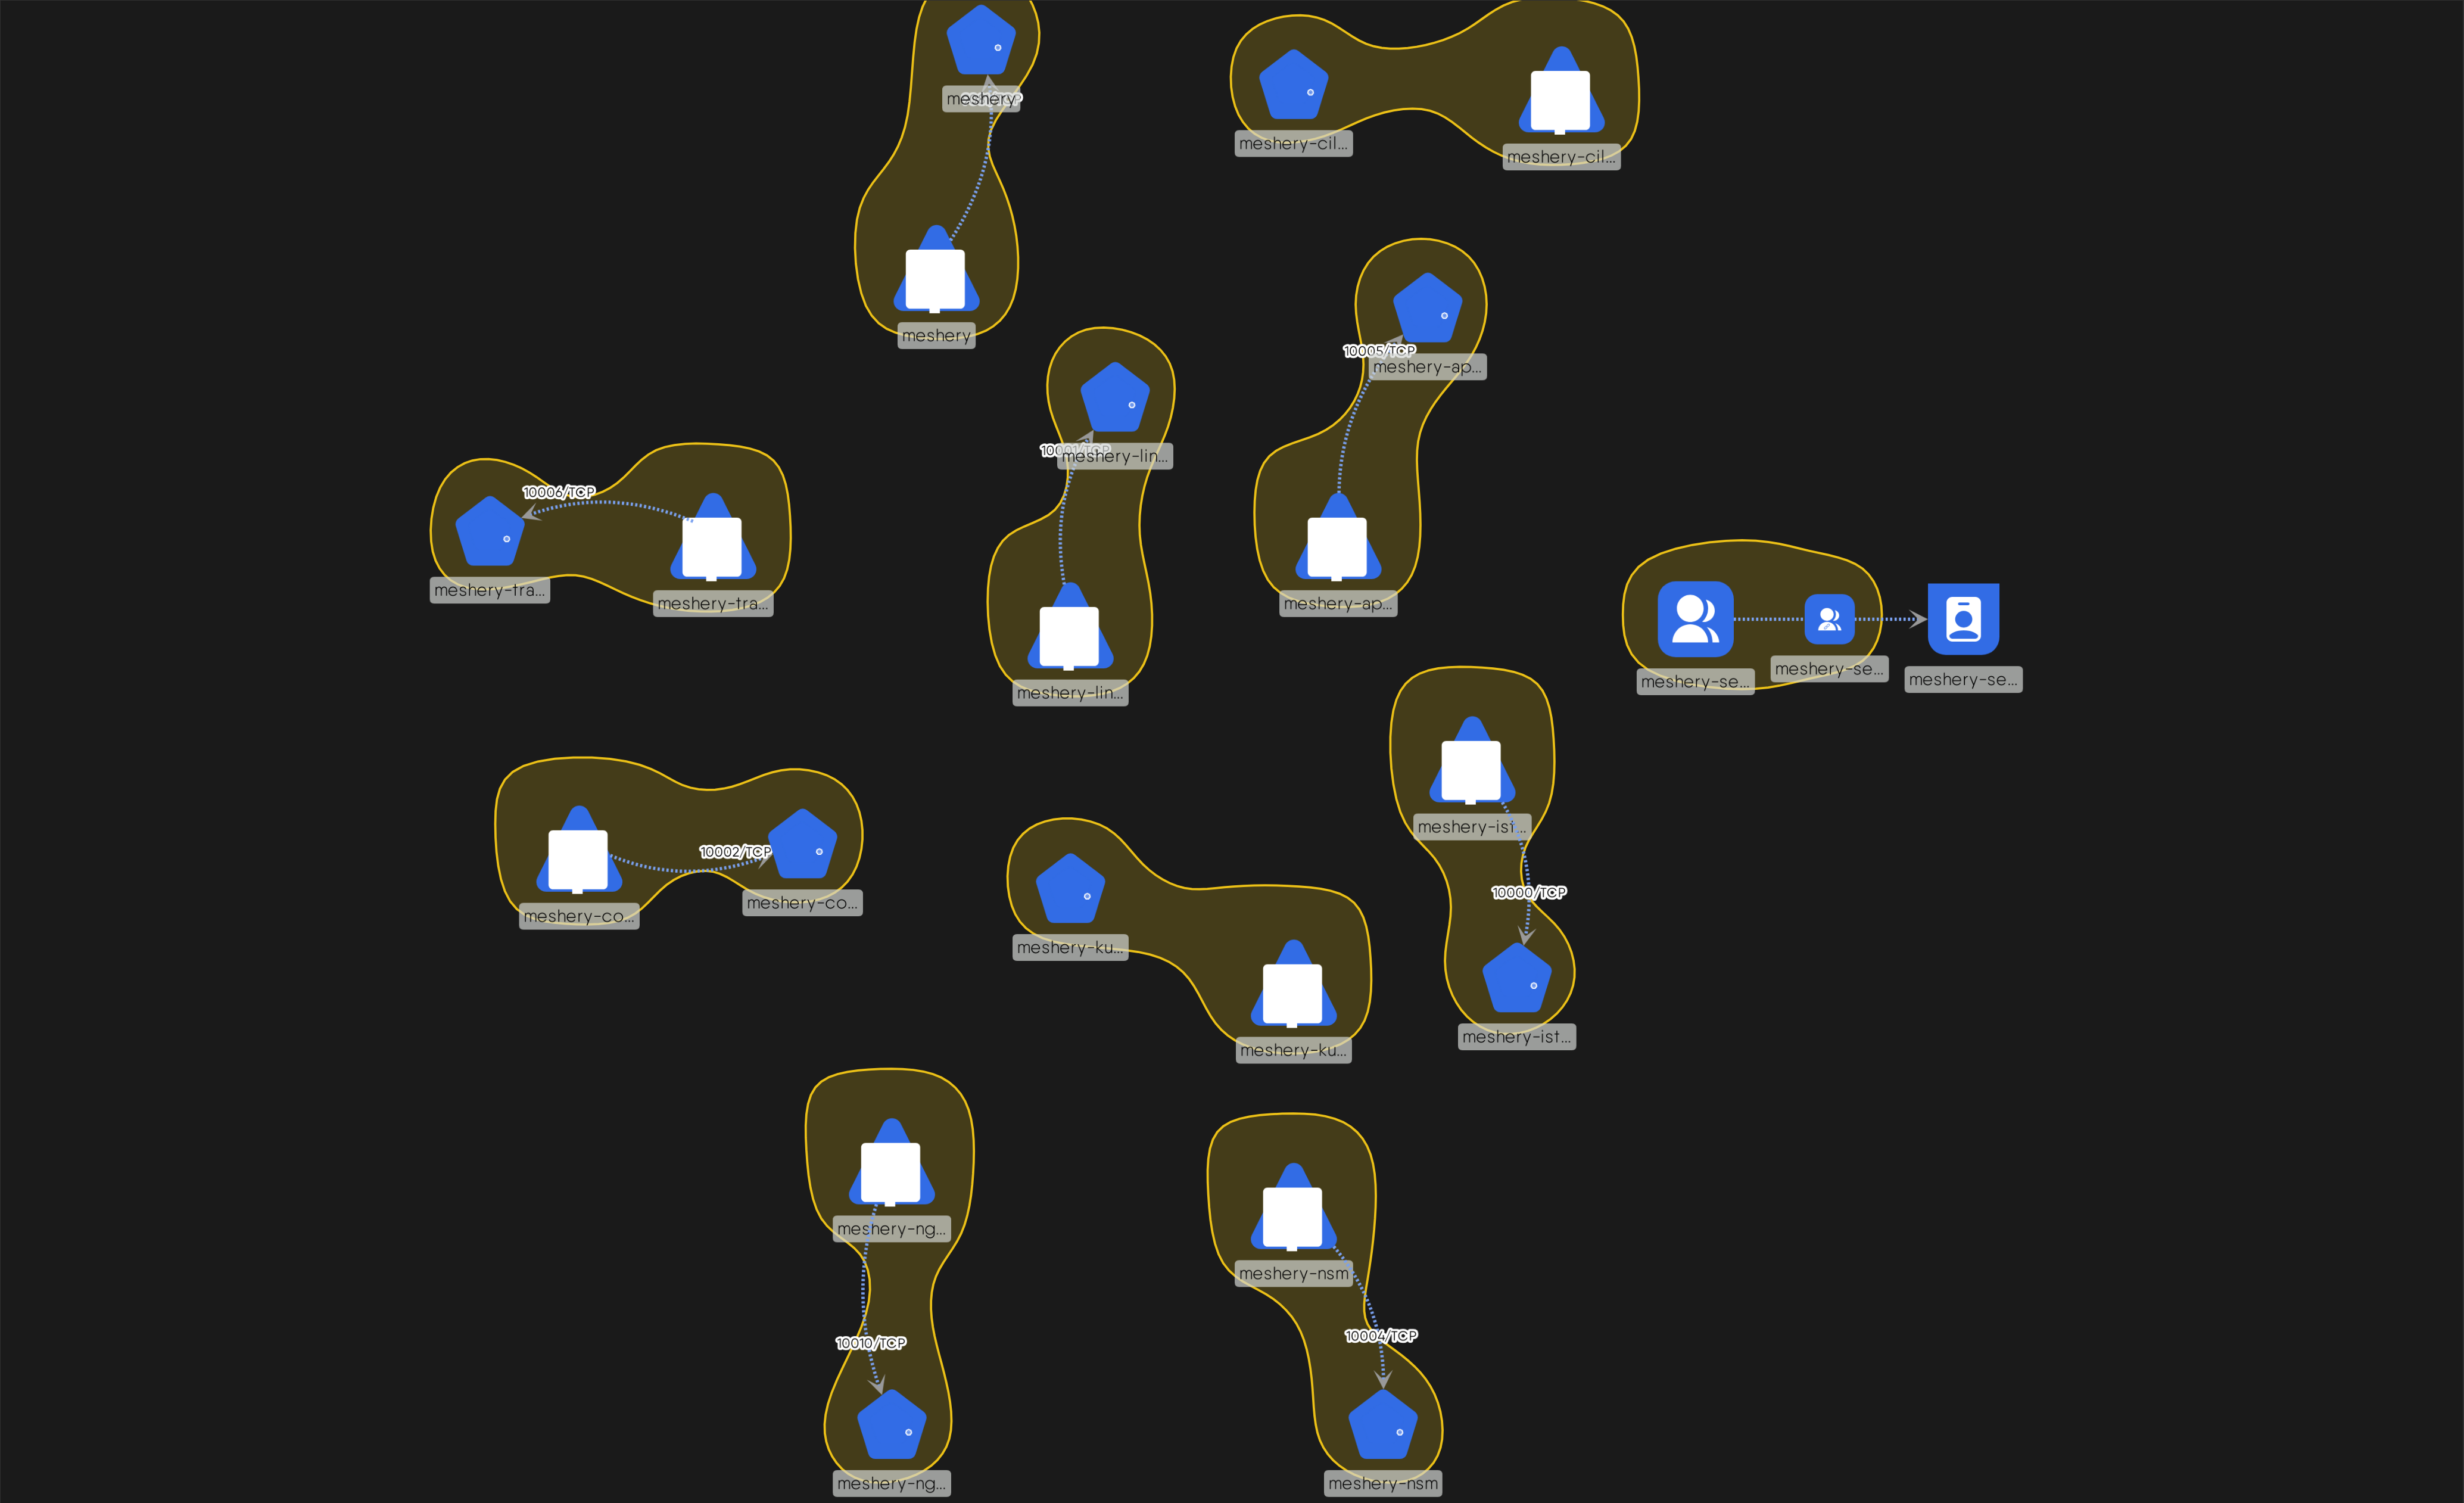 meshery
meshery-cil...
meshery-cil...
meshery
10005/TCP
meshery-ap...
10001/TCP
meshery-lin...
10006/TCP
meshery-tra...
meshery-tra...
meshery-ap...
meshery-se...
meshery-se...
meshery-se...
meshery-lin...
meshery-ist...
10002/TCP
meshery-co...
meshery-co...
10000/TCP
meshery-ku...
meshery-ist...
meshery-ku...
meshery-ng...
meshery-nsm
10010/TCP
10004/TCP
meshery-ng...
meshery-nsm